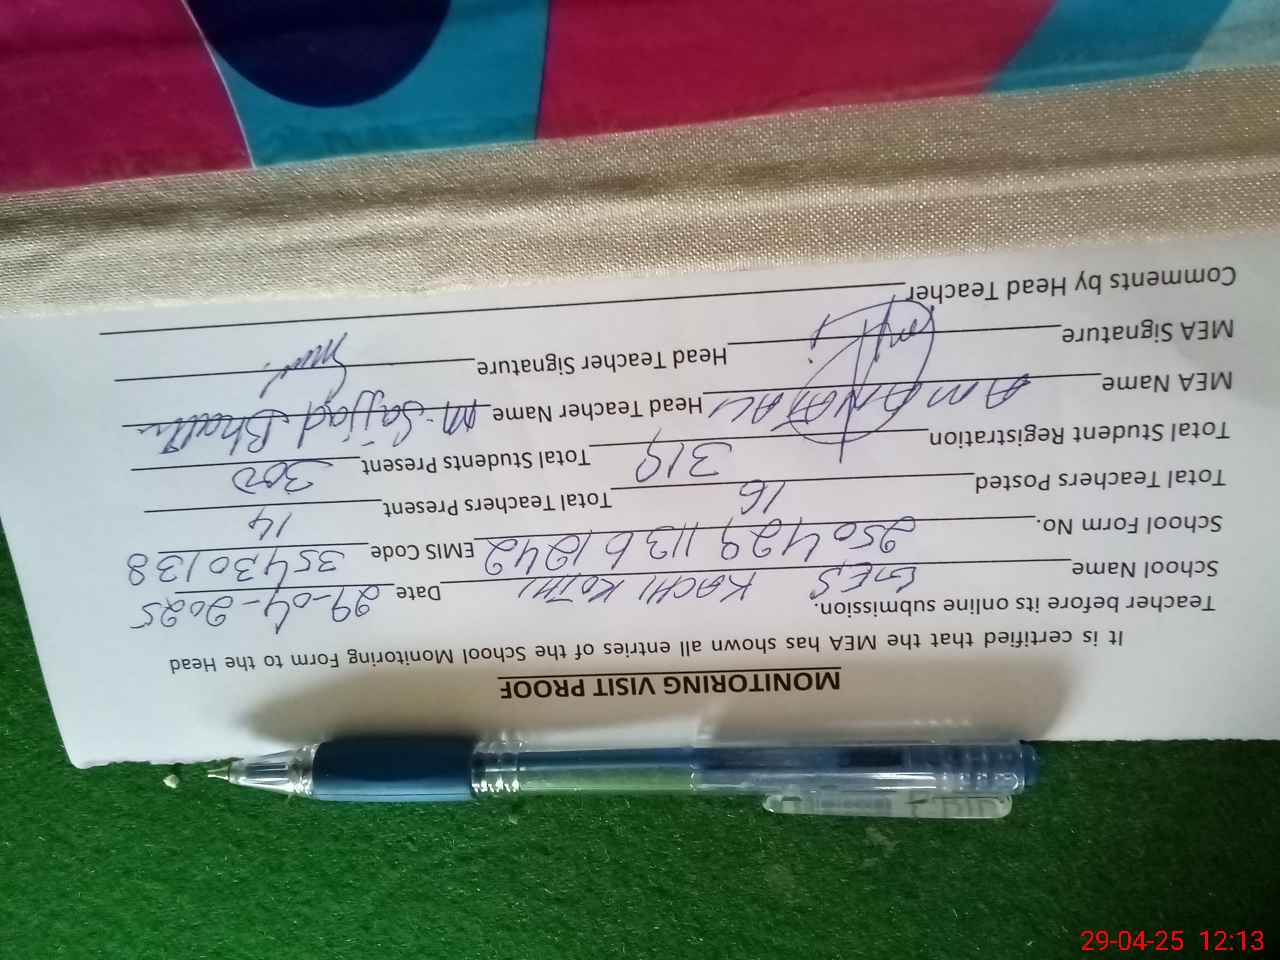 MONITORING VISIT PROOF
It is certified that the MEA has shown all entries of the School Monitoring Form to the Head
Teacher before its online submission.
School Name GES KACHI KOTHI Date 29-04-2025
School Form No. 25042911361242 EMIS Code 35430138
Total Teachers Posted 16 Total Teachers Present 14
Total Student Registration 319 Total Students Present 300
MEA Name AMANAT ALI Head Teacher Name M. Sajjad Bhatti
MEA Signature Head Teacher Signature
Comments by Head Teacher
29-04-25 12:13